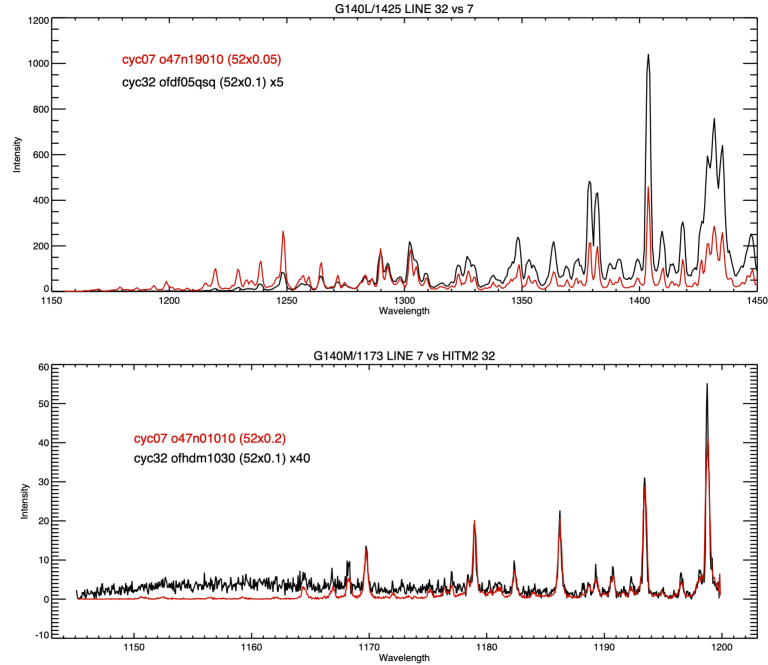 G140L/1425 LINE 32 vs 7
1200
1000
800
600
400
200
0
Intensity
cyc07 o47n19010 (52x0.05)
cyc32 ofdf05qsq (52x0.1) x5
1150 1200 1250 1300 1350 1400 1450
Wavelength
G140M/1173 LINE 7 vs HITM2 32
60
50
40
30
20
10
0
-10
Intensity
cyc07 o47n01010 (52x0.2)
cyc32 ofhdm1030 (52x0.1) x40
1150 1160 1170 1180 1190 1200
Wavelength